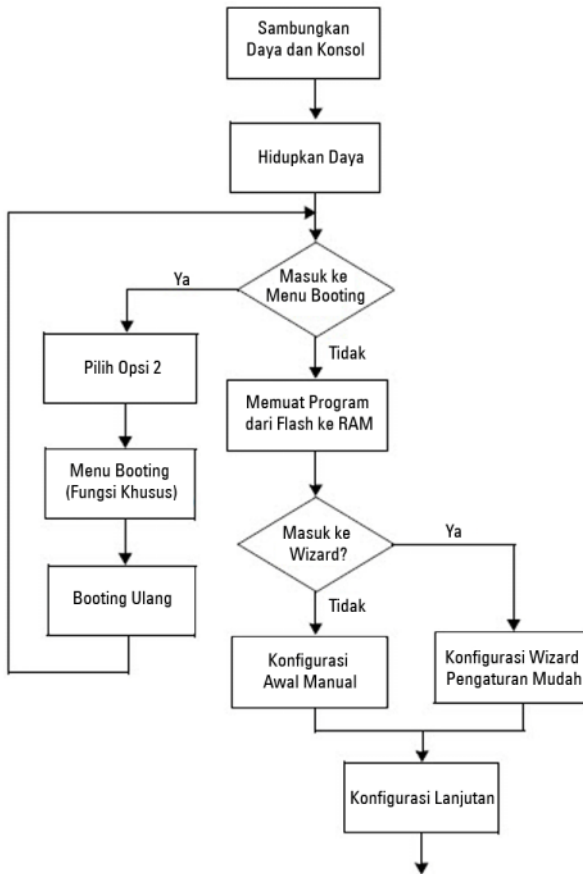 Sambungkan
Daya dan Konsol
Hidupkan Daya
Masuk ke
Menu Booting
Ya
Tidak
Pilih Opsi 2
Menu Booting
(Fungsi Khusus)
Booting Ulang
Memuat Program
dari Flash ke RAM
Masuk ke
Wizard?
Ya
Tidak
Konfigurasi
Awal Manual
Konfigurasi Wizard
Pengaturan Mudah
Konfigurasi Lanjutan